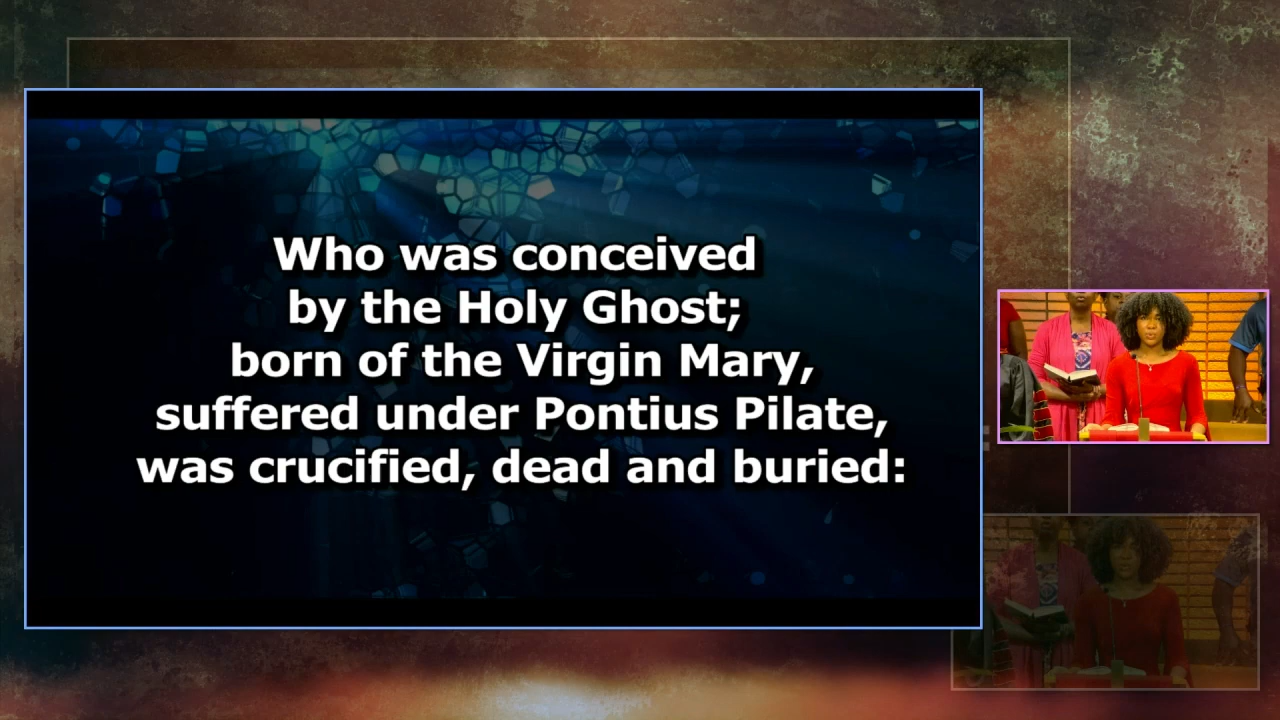 Who was conceived
by the Holy Ghost;
born of the Virgin Mary,
suffered under Pontius Pilate,
was crucified, dead and buried: